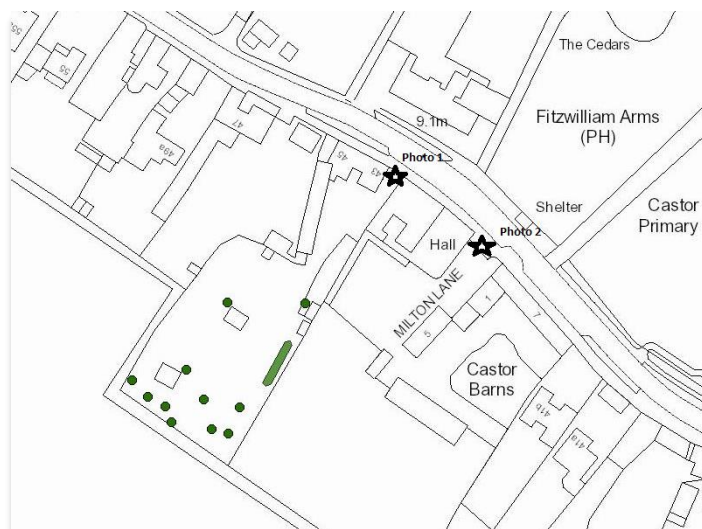 The Cedars
55
9.1m
Fitzwilliam Arms
(PH)
47
49a
45
43
Photo 1
Shelter
Castor
Primary
Photo 2
Hall
MILTON LANE
1
7
5
Castor
Barns
41b
41a